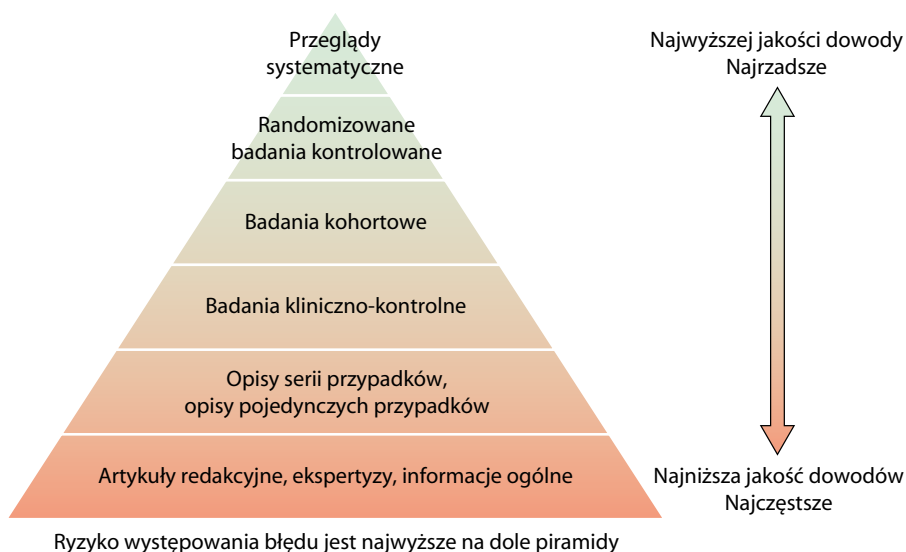 Przeglądy
systematyczne
Randomizowane
badania kontrolowane
Badania kohortowe
Badania kliniczno-kontrolne
Opisy serii przypadków,
opisy pojedynczych przypadków
Artykuły redakcyjne, ekspertyzy, informacje ogólne
Ryzyko występowania błędu jest najwyższe na dole piramidy
Najwyższej jakości dowody
Najrzadsze
Najniższa jakość dowodów
Najczęstsze